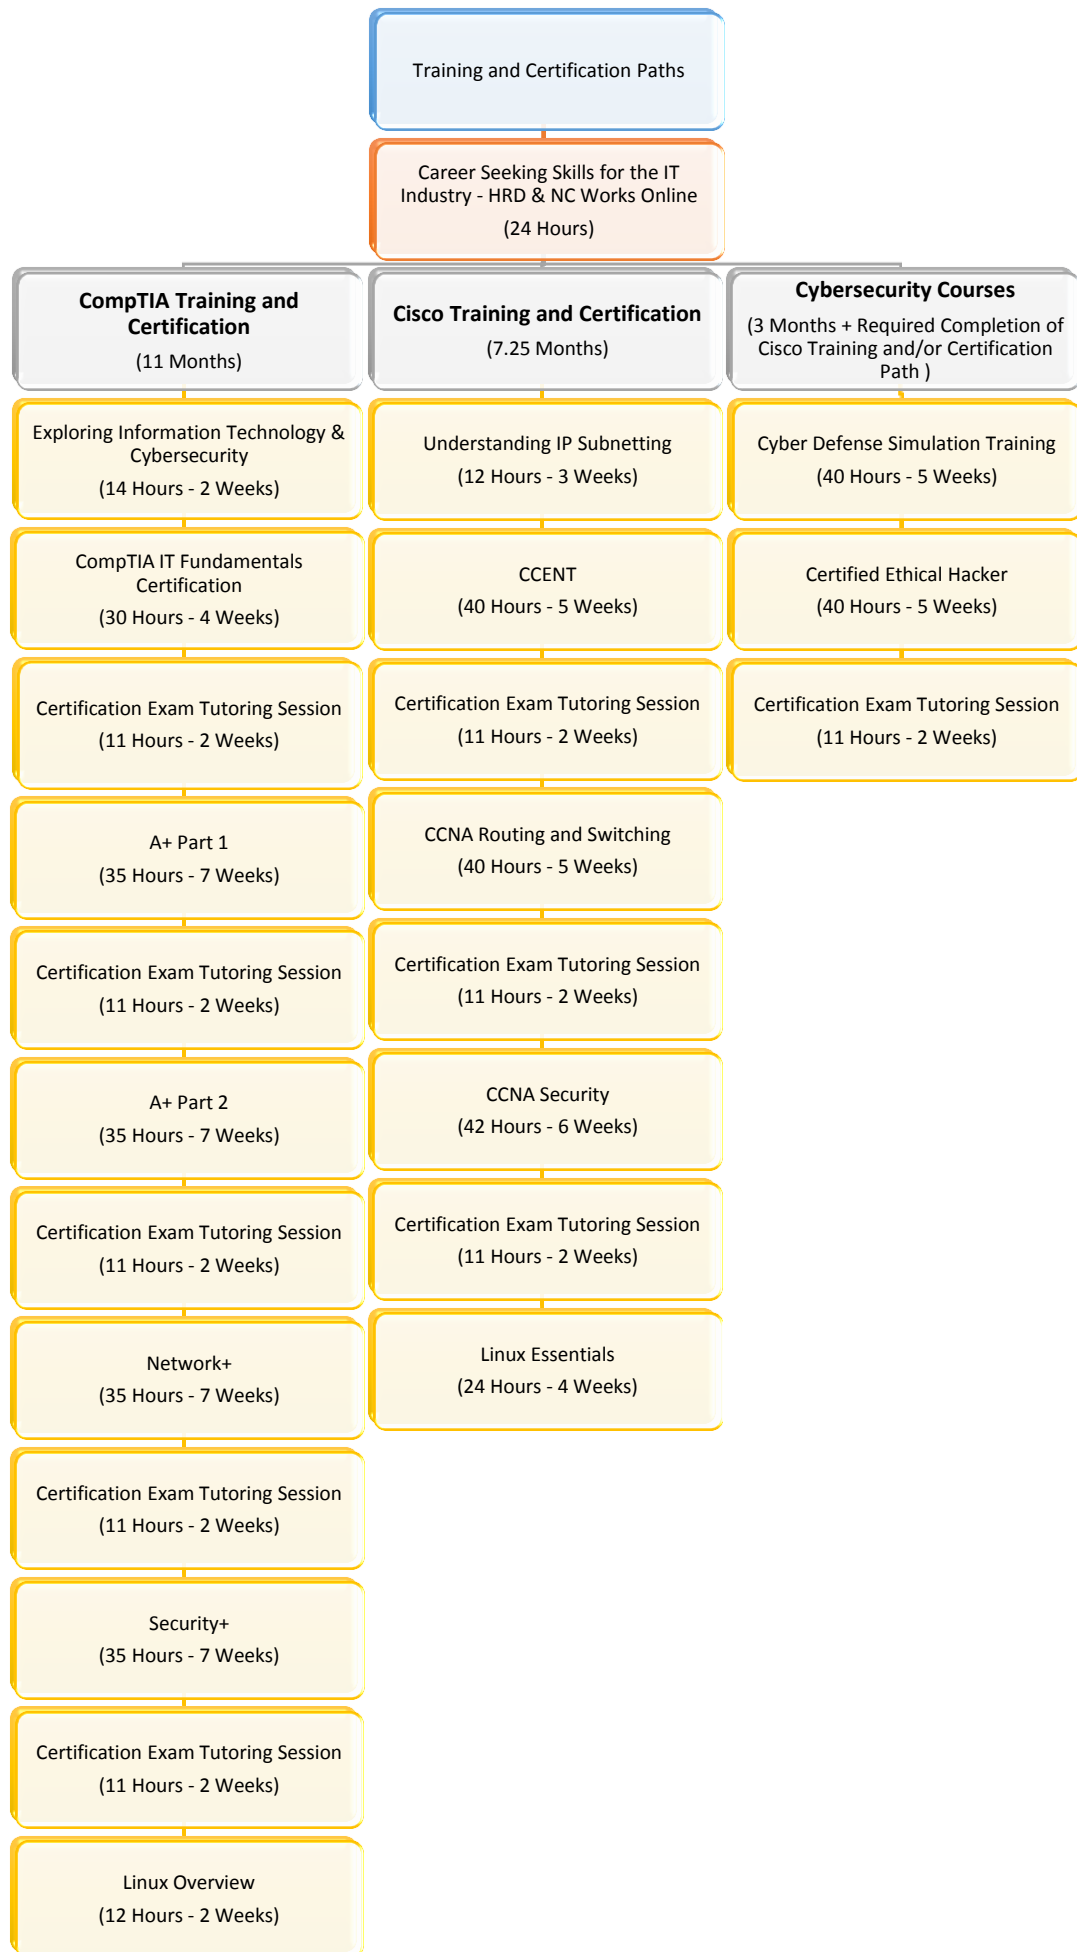 Training and Certification Paths
Career Seeking Skills for the IT
Industry - HRD & NC Works Online
(24 Hours)
CompTIA Training and
Certification
(11 Months)
Exploring Information Technology &
Cybersecurity
(14 Hours - 2 Weeks)
CompTIA IT Fundamentals
Certification
(30 Hours - 4 Weeks)
Certification Exam Tutoring Session
(11 Hours - 2 Weeks)
A+ Part 1
(35 Hours - 7 Weeks)
Certification Exam Tutoring Session
(11 Hours - 2 Weeks)
A+ Part 2
(35 Hours - 7 Weeks)
Certification Exam Tutoring Session
(11 Hours - 2 Weeks)
Network+
(35 Hours - 7 Weeks)
Certification Exam Tutoring Session
(11 Hours - 2 Weeks)
Security+
(35 Hours - 7 Weeks)
Certification Exam Tutoring Session
(11 Hours - 2 Weeks)
Linux Overview
(12 Hours - 2 Weeks)
Cisco Training and Certification
(7.25 Months)
Understanding IP Subnetting
(12 Hours - 3 Weeks)
CCENT
(40 Hours - 5 Weeks)
Certification Exam Tutoring Session
(11 Hours - 2 Weeks)
CCNA Routing and Switching
(40 Hours - 5 Weeks)
Certification Exam Tutoring Session
(11 Hours - 2 Weeks)
CCNA Security
(42 Hours - 6 Weeks)
Certification Exam Tutoring Session
(11 Hours - 2 Weeks)
Linux Essentials
(24 Hours - 4 Weeks)
Cybersecurity Courses
(3 Months + Required Completion of
Cisco Training and/or Certification
Path )
Cyber Defense Simulation Training
(40 Hours - 5 Weeks)
Certified Ethical Hacker
(40 Hours - 5 Weeks)
Certification Exam Tutoring Session
(11 Hours - 2 Weeks)